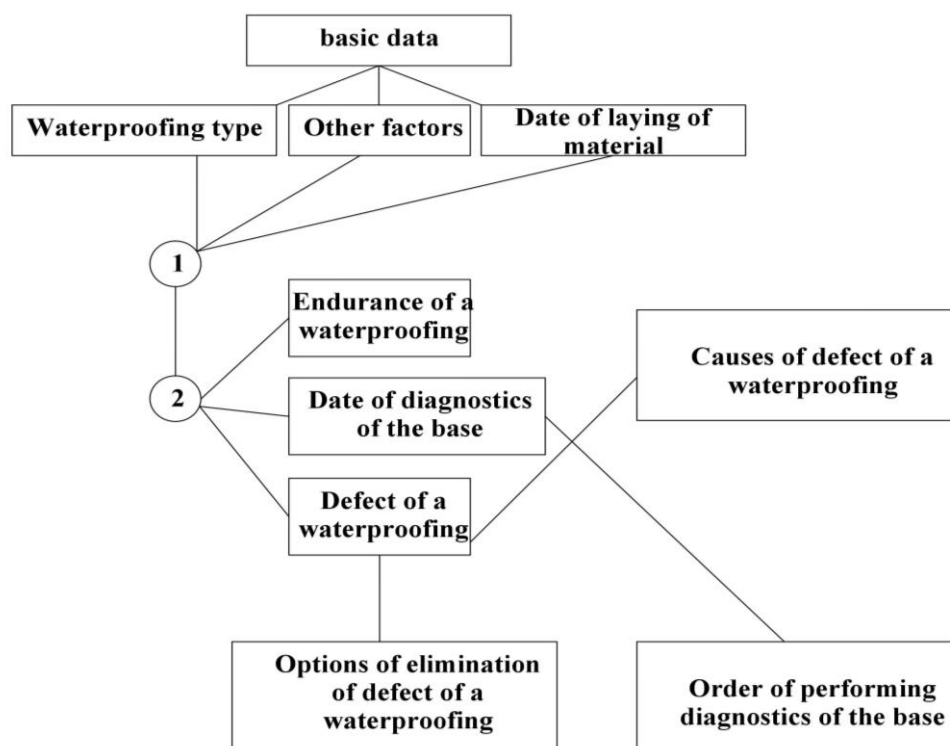 basic data
Waterproofing type
Other factors
Date of laying of
material
1
Endurance of a
waterproofing
Causes of defect of a
waterproofing
2
Date of diagnostics
of the base
Defect of a
waterproofing
Options of elimination
of defect of a
waterproofing
Order of performing
diagnostics of the base